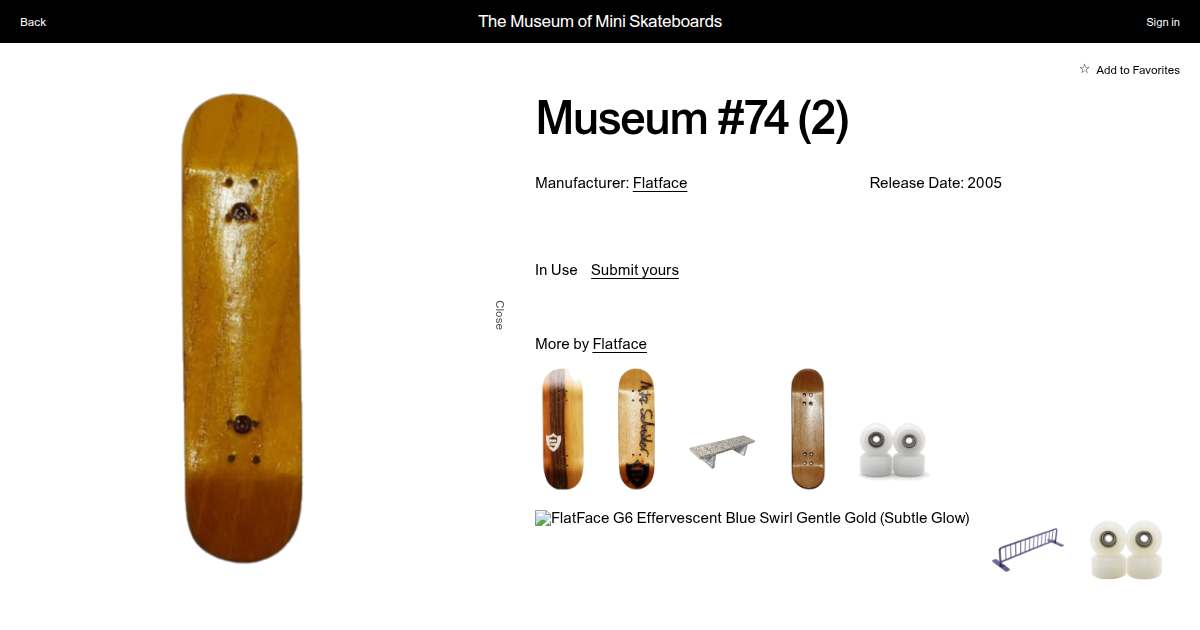 Back
The Museum of Mini Skateboards
Sign in
☆ Add to Favorites
Museum #74 (2)
Manufacturer: Flatface
Release Date: 2005
In Use Submit yours
Close
More by Flatface
FlatFace G6 Effervescent Blue Swirl Gentle Gold (Subtle Glow)